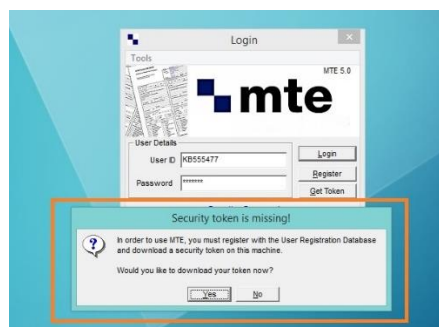 Login
Tools
MTE 5.0
mte
User Details
User ID KB555477
Login
Password *******
Register
Get Token
Security token is missing!
In order to use MTE, you must register with the User Registration Database
and download a security token on this machine.
Would you like to download your token now?
Yes No